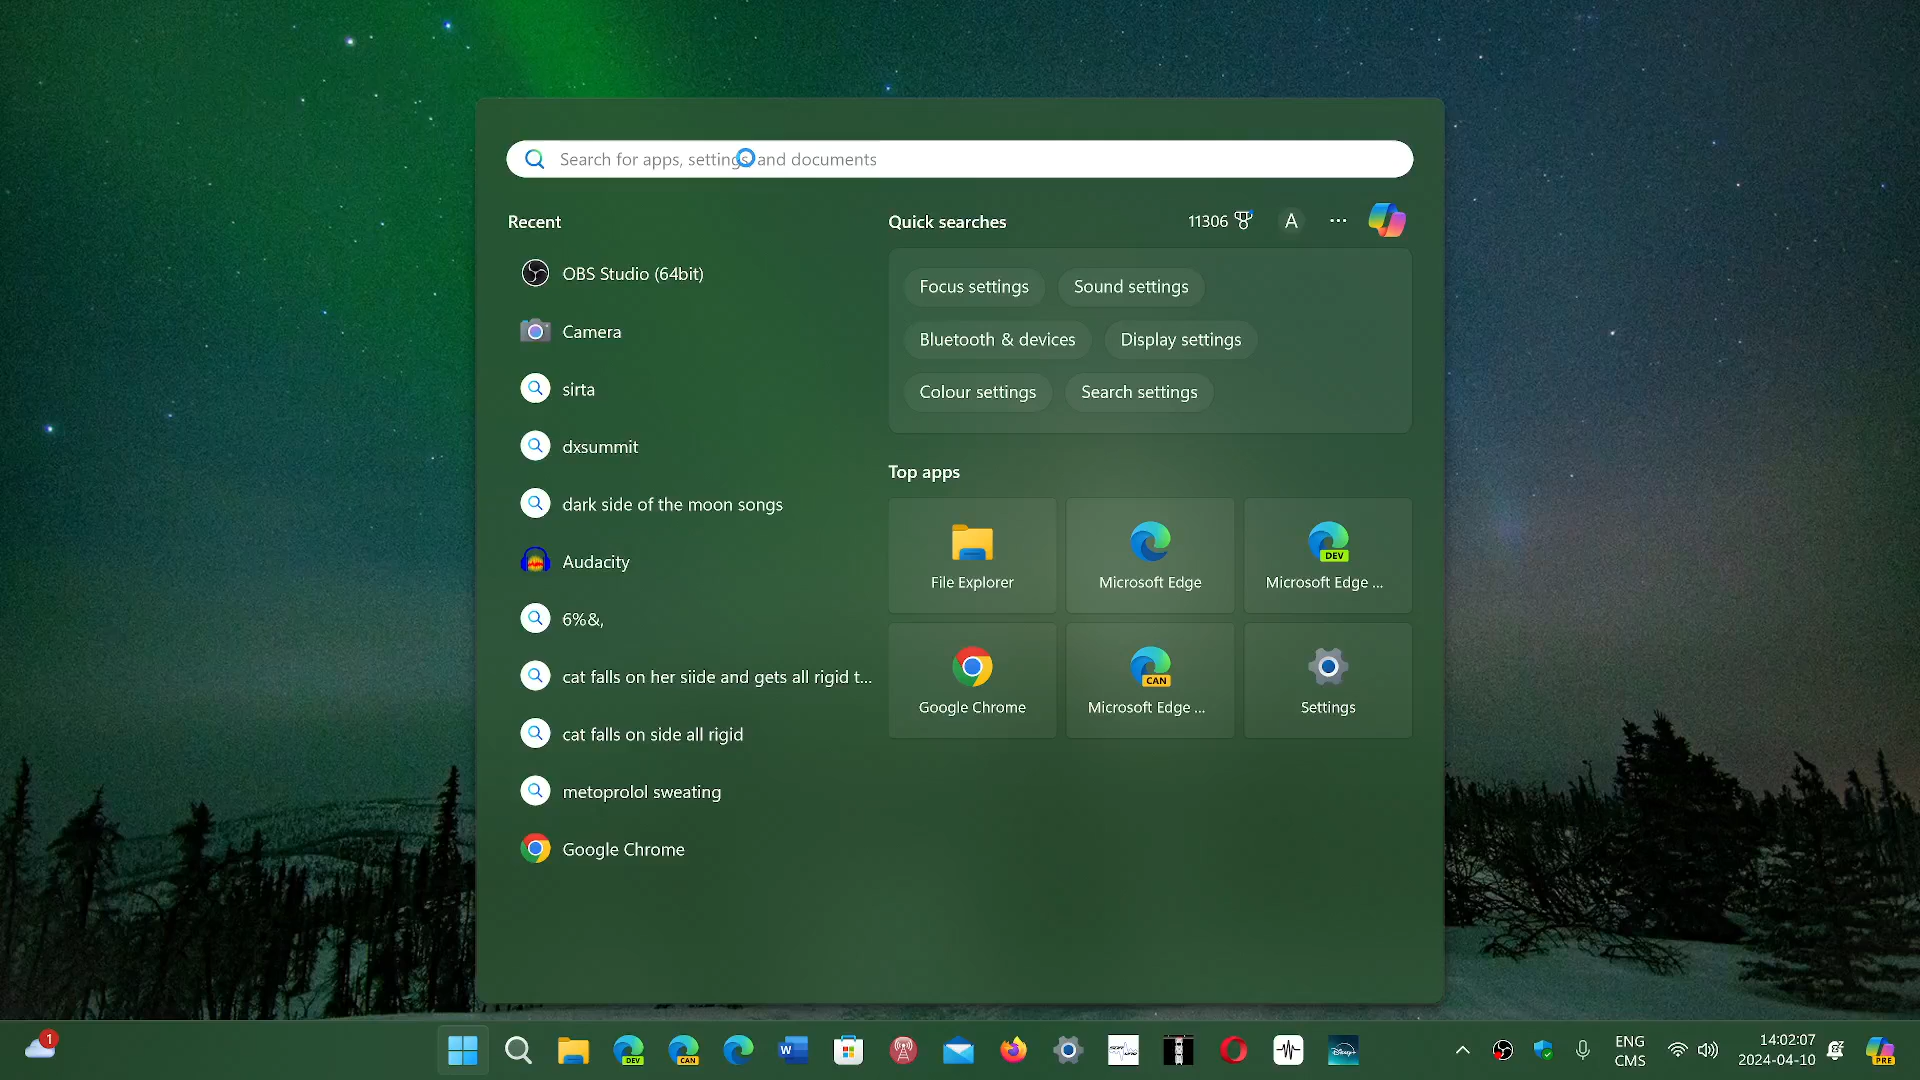 Search for apps, settings and documents
Recent
OBS Studio (64bit)
Camera
sirta
dxsummit
dark side of the moon songs
Audacity
6%&,
cat falls on her siide and gets all rigid t...
cat falls on side all rigid
metoprolol sweating
Google Chrome
Quick searches
11306
A
Focus settings
Sound settings
Bluetooth & devices
Display settings
Colour settings
Search settings
Top apps
File Explorer
Microsoft Edge
DEV
Microsoft Edge ...
Google Chrome
CAN
Microsoft Edge ...
Settings
1
DEV
CAN
W
Disney+
ENG
CMS
14:02:07
2024-04-10
PRE